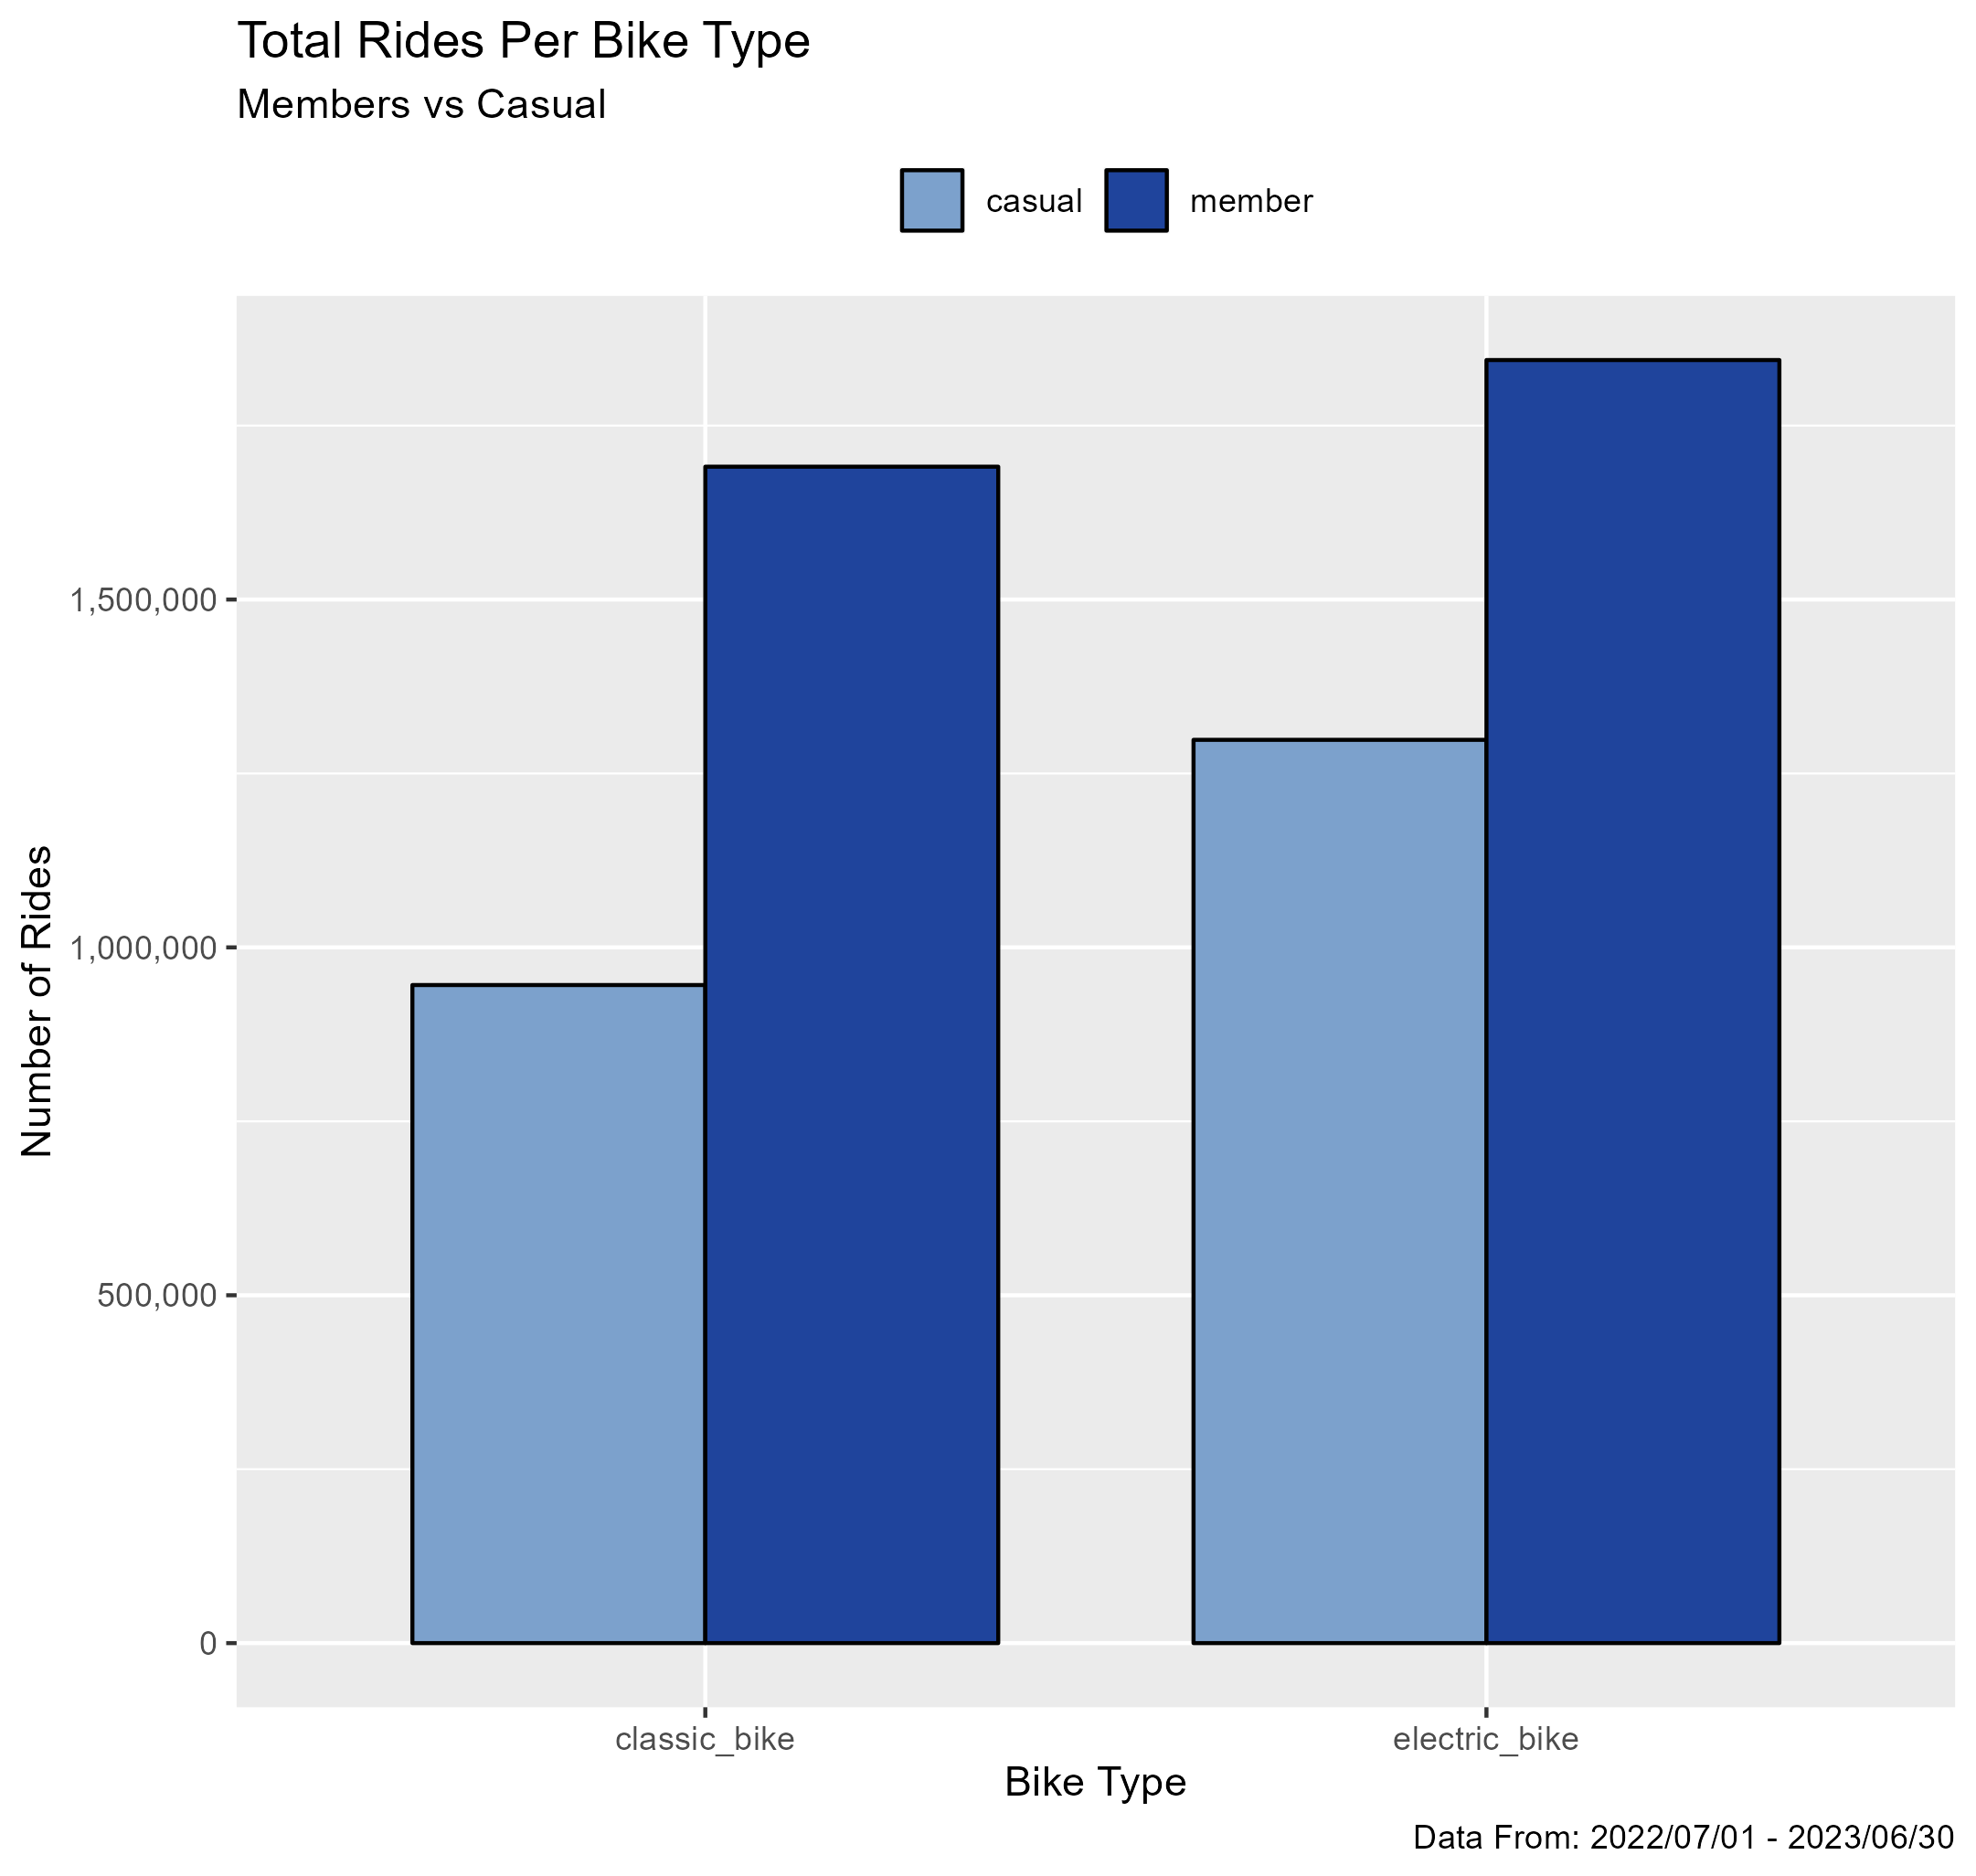 Total Rides Per Bike Type
Members vs Casual
casual member
Number of Rides
1,500,000
1,000,000
500,000
0
classic_bike electric_bike
Bike Type
Data From: 2022/07/01 - 2023/06/30